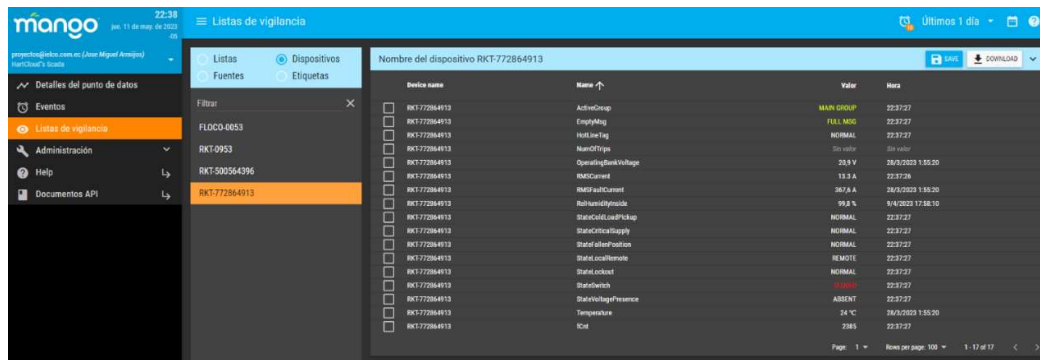 mango
22:38
jue, 11 de may. de 2023
-05
Listas de vigilancia
Últimos 1 día
proyectos@elco.com.ec (Jose Miguel Armijos)
HartCloud's Scada
Detalles del punto de datos
Eventos
Listas de vigilancia
Administración
Help
Documentos API
Listas Dispositivos
Fuentes Etiquetas
Filtrar
FLOCO-0053
RKT-0953
RKT-500564396
RKT-772864913
Nombre del dispositivo RKT-772864913 SAVE DOWNLOAD
Device name Name Valor Hora
RKT-772864913 ActiveGroup MAIN GROUP 22:37:27
RKT-772864913 EmptyMsg FULL MSG 22:37:27
RKT-772864913 HotLineTag NORMAL 22:37:27
RKT-772864913 NumOfTrips Sin valor Sin valor
RKT-772864913 OperatingBankVoltage 20,9 V 28/3/2023 1:55:20
RKT-772864913 RMSCurrent 13.3 A 22:37:26
RKT-772864913 RMSFaultCurrent 367,6 A 28/3/2023 1:55:20
RKT-772864913 RelHumidityInside 99,8 % 9/4/2023 17:58:10
RKT-772864913 StateColdLoadPickup NORMAL 22:37:27
RKT-772864913 StateCriticalSupply NORMAL 22:37:27
RKT-772864913 StateFallenPosition NORMAL 22:37:27
RKT-772864913 StateLocalRemote REMOTE 22:37:27
RKT-772864913 StateLockout NORMAL 22:37:27
RKT-772864913 StateSwitch 22:37:27
RKT-772864913 StateVoltagePresence ABSENT 22:37:27
RKT-772864913 Temperature 24 °C 28/3/2023 1:55:20
RKT-772864913 fCnt 2385 22:37:27
Page: 1 Rows per page: 100 1 - 17 of 17